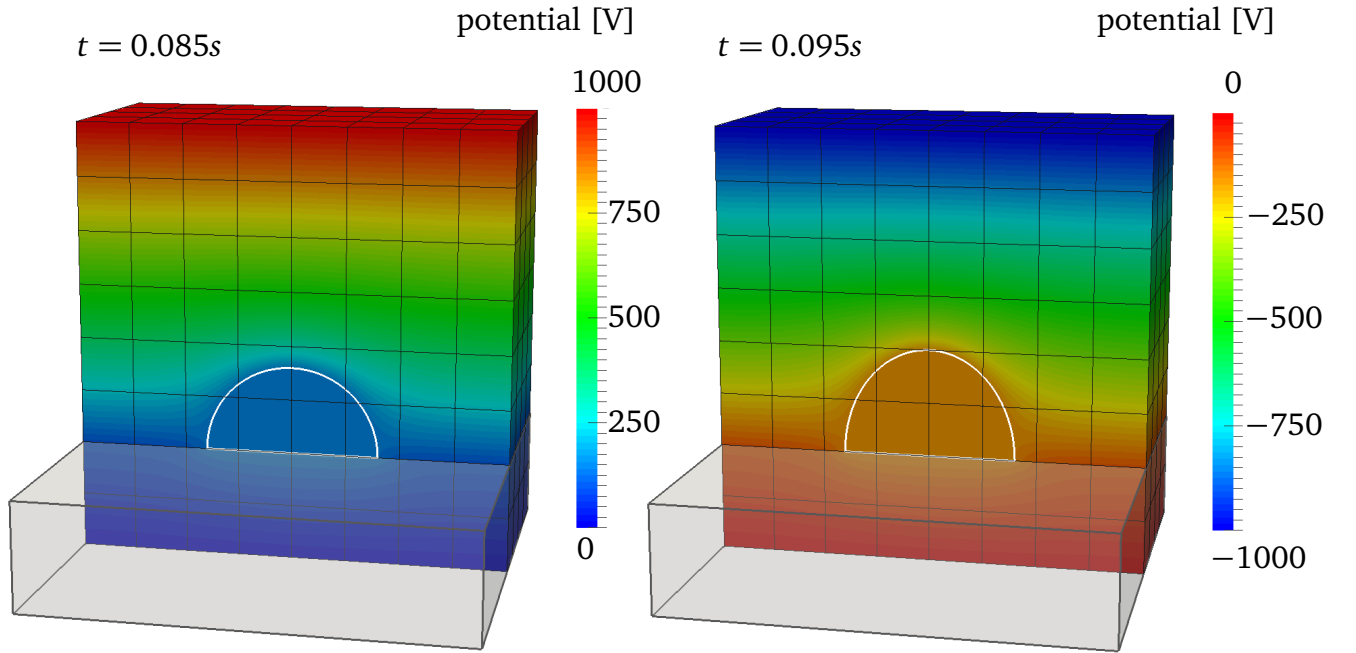 potential [V]
t = 0.085s
1000
750
500
250
0
potential [V]
t = 0.095s
0
−250
−500
−750
−1000